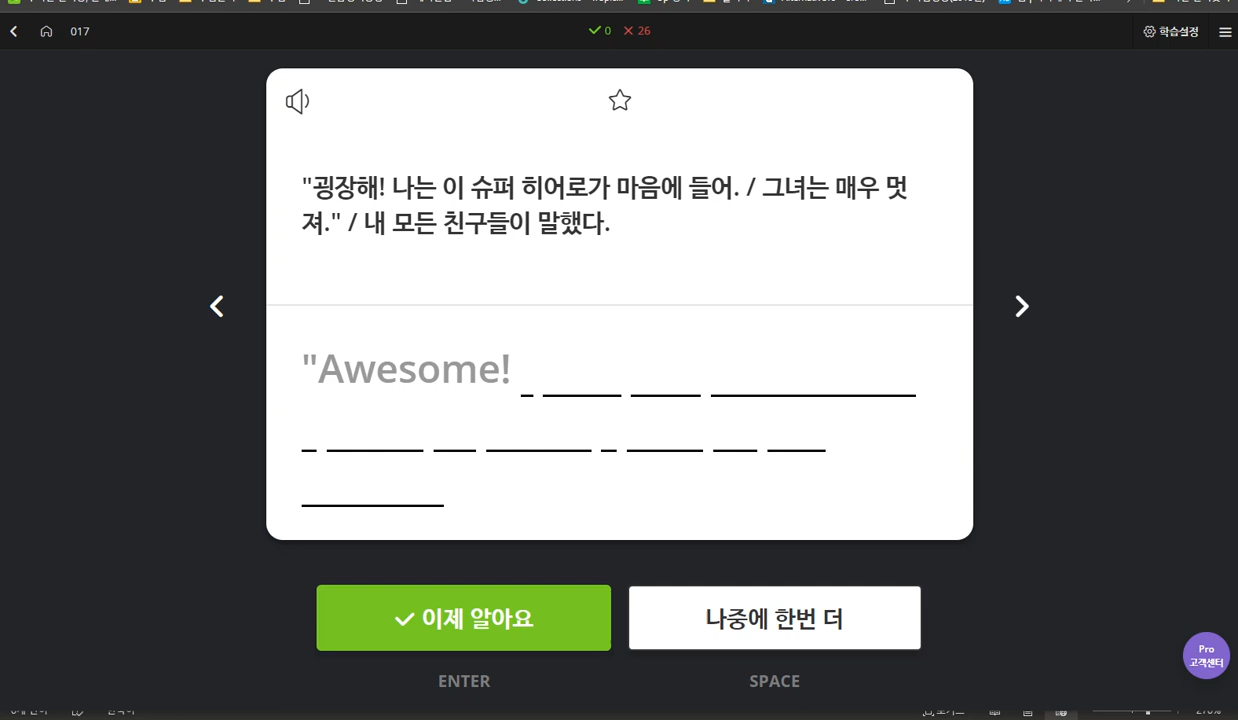 017
0
26
학습설정
"굉장해! 나는 이 슈퍼 히어로가 마음에 들어. / 그녀는 매우 멋
져." / 내 모든 친구들이 말했다.
"Awesome!
이제 알아요
나중에 한번 더
ENTER
SPACE
Pro
고객센터